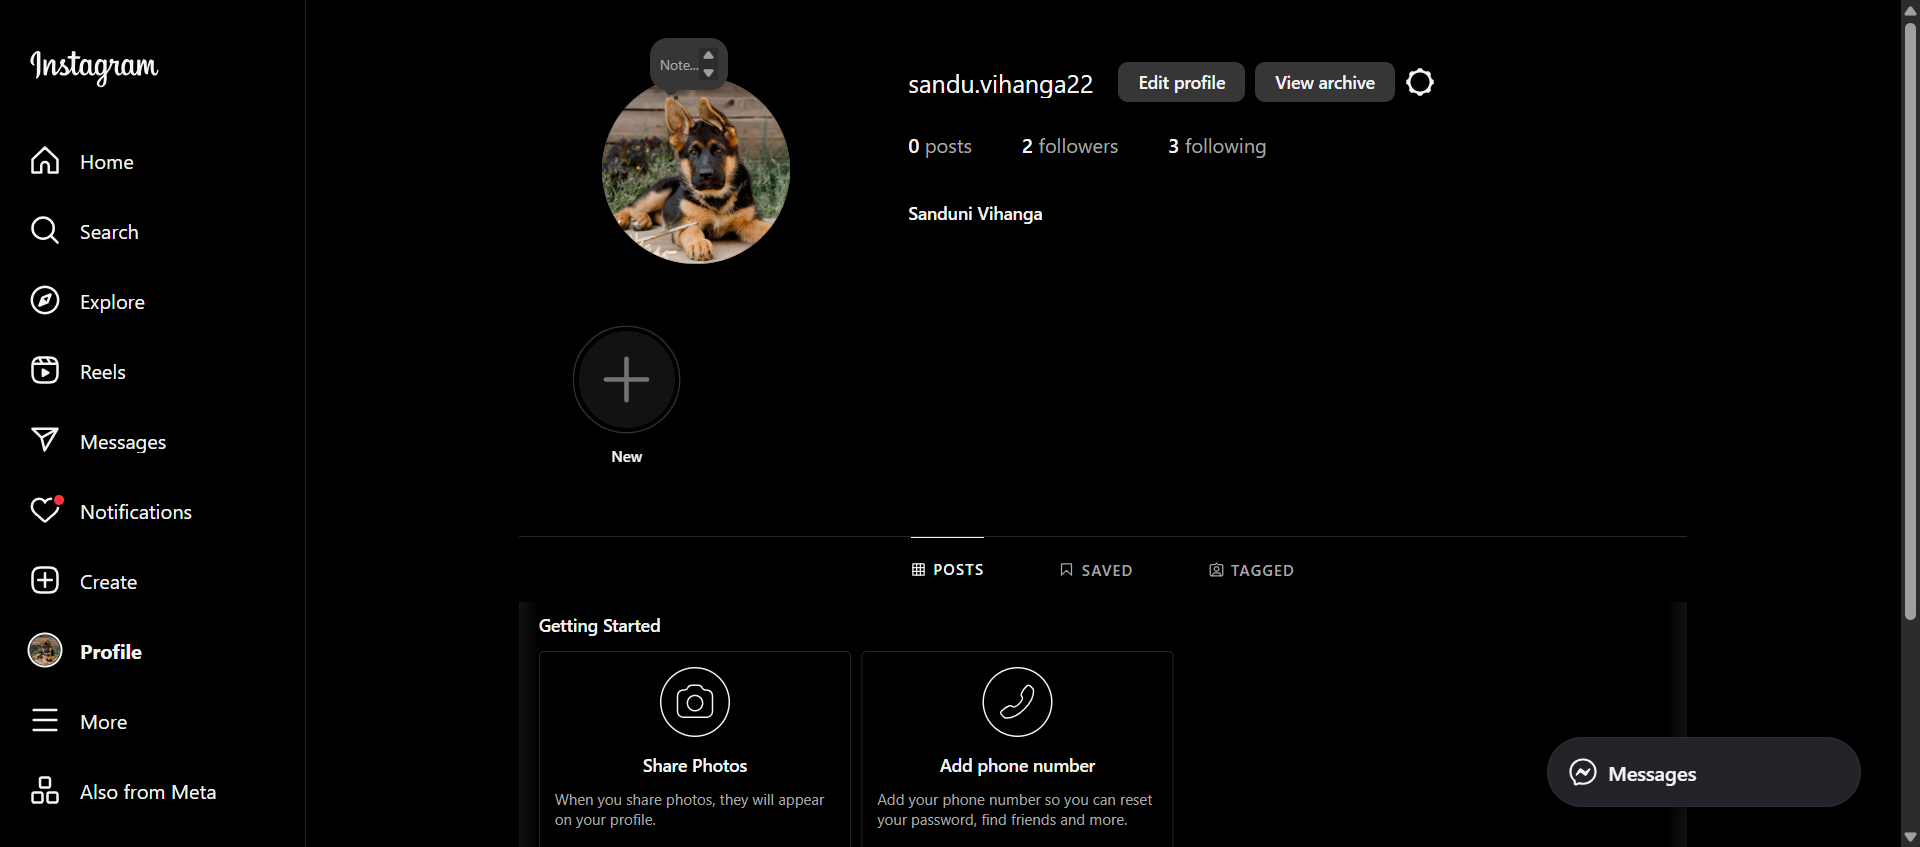 Instagram
Home
Search
Explore
Reels
Messages
Notifications
Create
Profile
More
Also from Meta
Note...
sandu.vihanga22
Edit profile
View archive
0 posts
2 followers
3 following
Sanduni Vihanga
New
POSTS
SAVED
TAGGED
Getting Started
Share Photos
When you share photos, they will appear
on your profile.
Add phone number
Add your phone number so you can reset
your password, find friends and more.
Messages